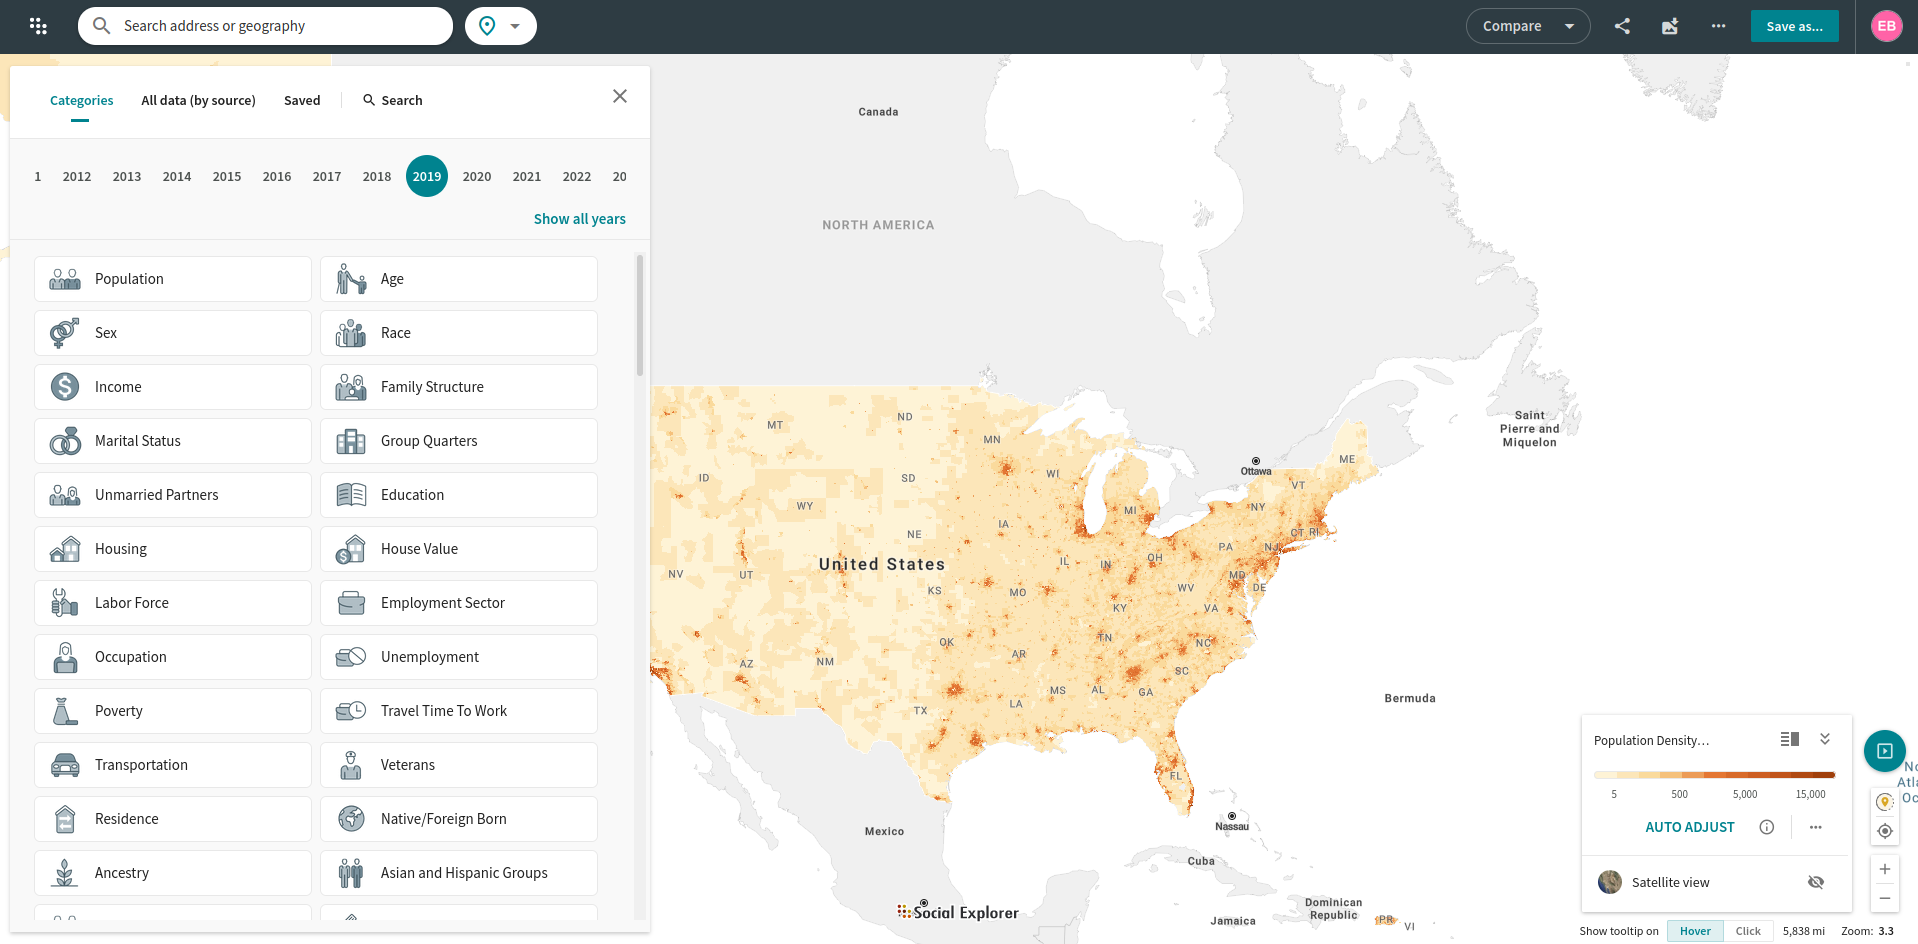 Search address or geography
Compare
Save as...
EB
Categories
All data (by source)
Saved
Search
1 2012 2013 2014 2015 2016 2017 2018 2019 2020 2021 2022 20
Show all years
Population
Age
Sex
Race
Income
Family Structure
Marital Status
Group Quarters
Unmarried Partners
Education
Housing
House Value
Labor Force
Employment Sector
Occupation
Unemployment
Poverty
Travel Time To Work
Transportation
Veterans
Residence
Native/Foreign Born
Ancestry
Asian and Hispanic Groups
Canada
NORTH AMERICA
Saint
Pierre and
Miquelon
Ottawa
MT
ND
MN
ME
ID
SD
WI
VT
WY
MI
NY
NE
IA
CT
RI
PA
NJ
United States
NV
UT
IL
IN
OH
MD
DE
KS
MO
WV
KY
VA
OK
TN
NC
AZ
NM
AR
SC
MS
AL
GA
TX
LA
FL
Bermuda
Mexico
Nassau
Cuba
Dominican
Republic
Jamaica
PR
VI
Social Explorer
No
Atla
Oc
Population Density...
5
500
5,000
15,000
AUTO ADJUST
Satellite view
Show tooltip on
Hover
Click
5,838 mi
Zoom: 3.3